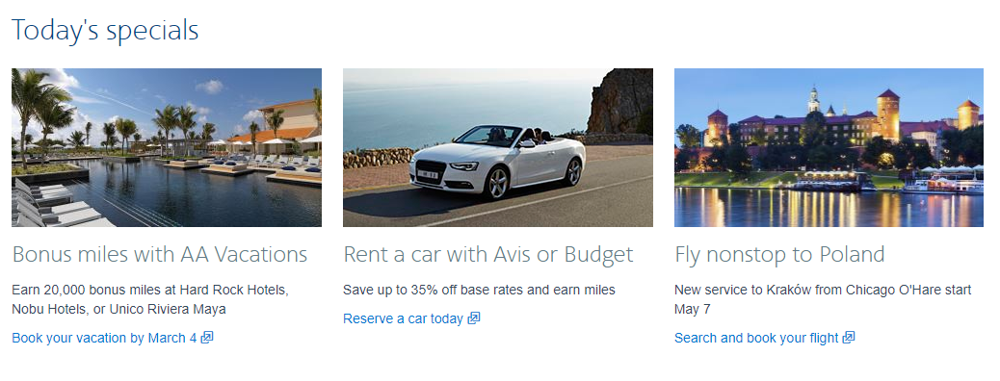 Today's specials
Bonus miles with AA Vacations
Earn 20,000 bonus miles at Hard Rock Hotels,
Nobu Hotels, or Unico Riviera Maya
Book your vacation by March 4
Rent a car with Avis or Budget
Save up to 35% off base rates and earn miles
Reserve a car today
Fly nonstop to Poland
New service to Kraków from Chicago O'Hare start
May 7
Search and book your flight